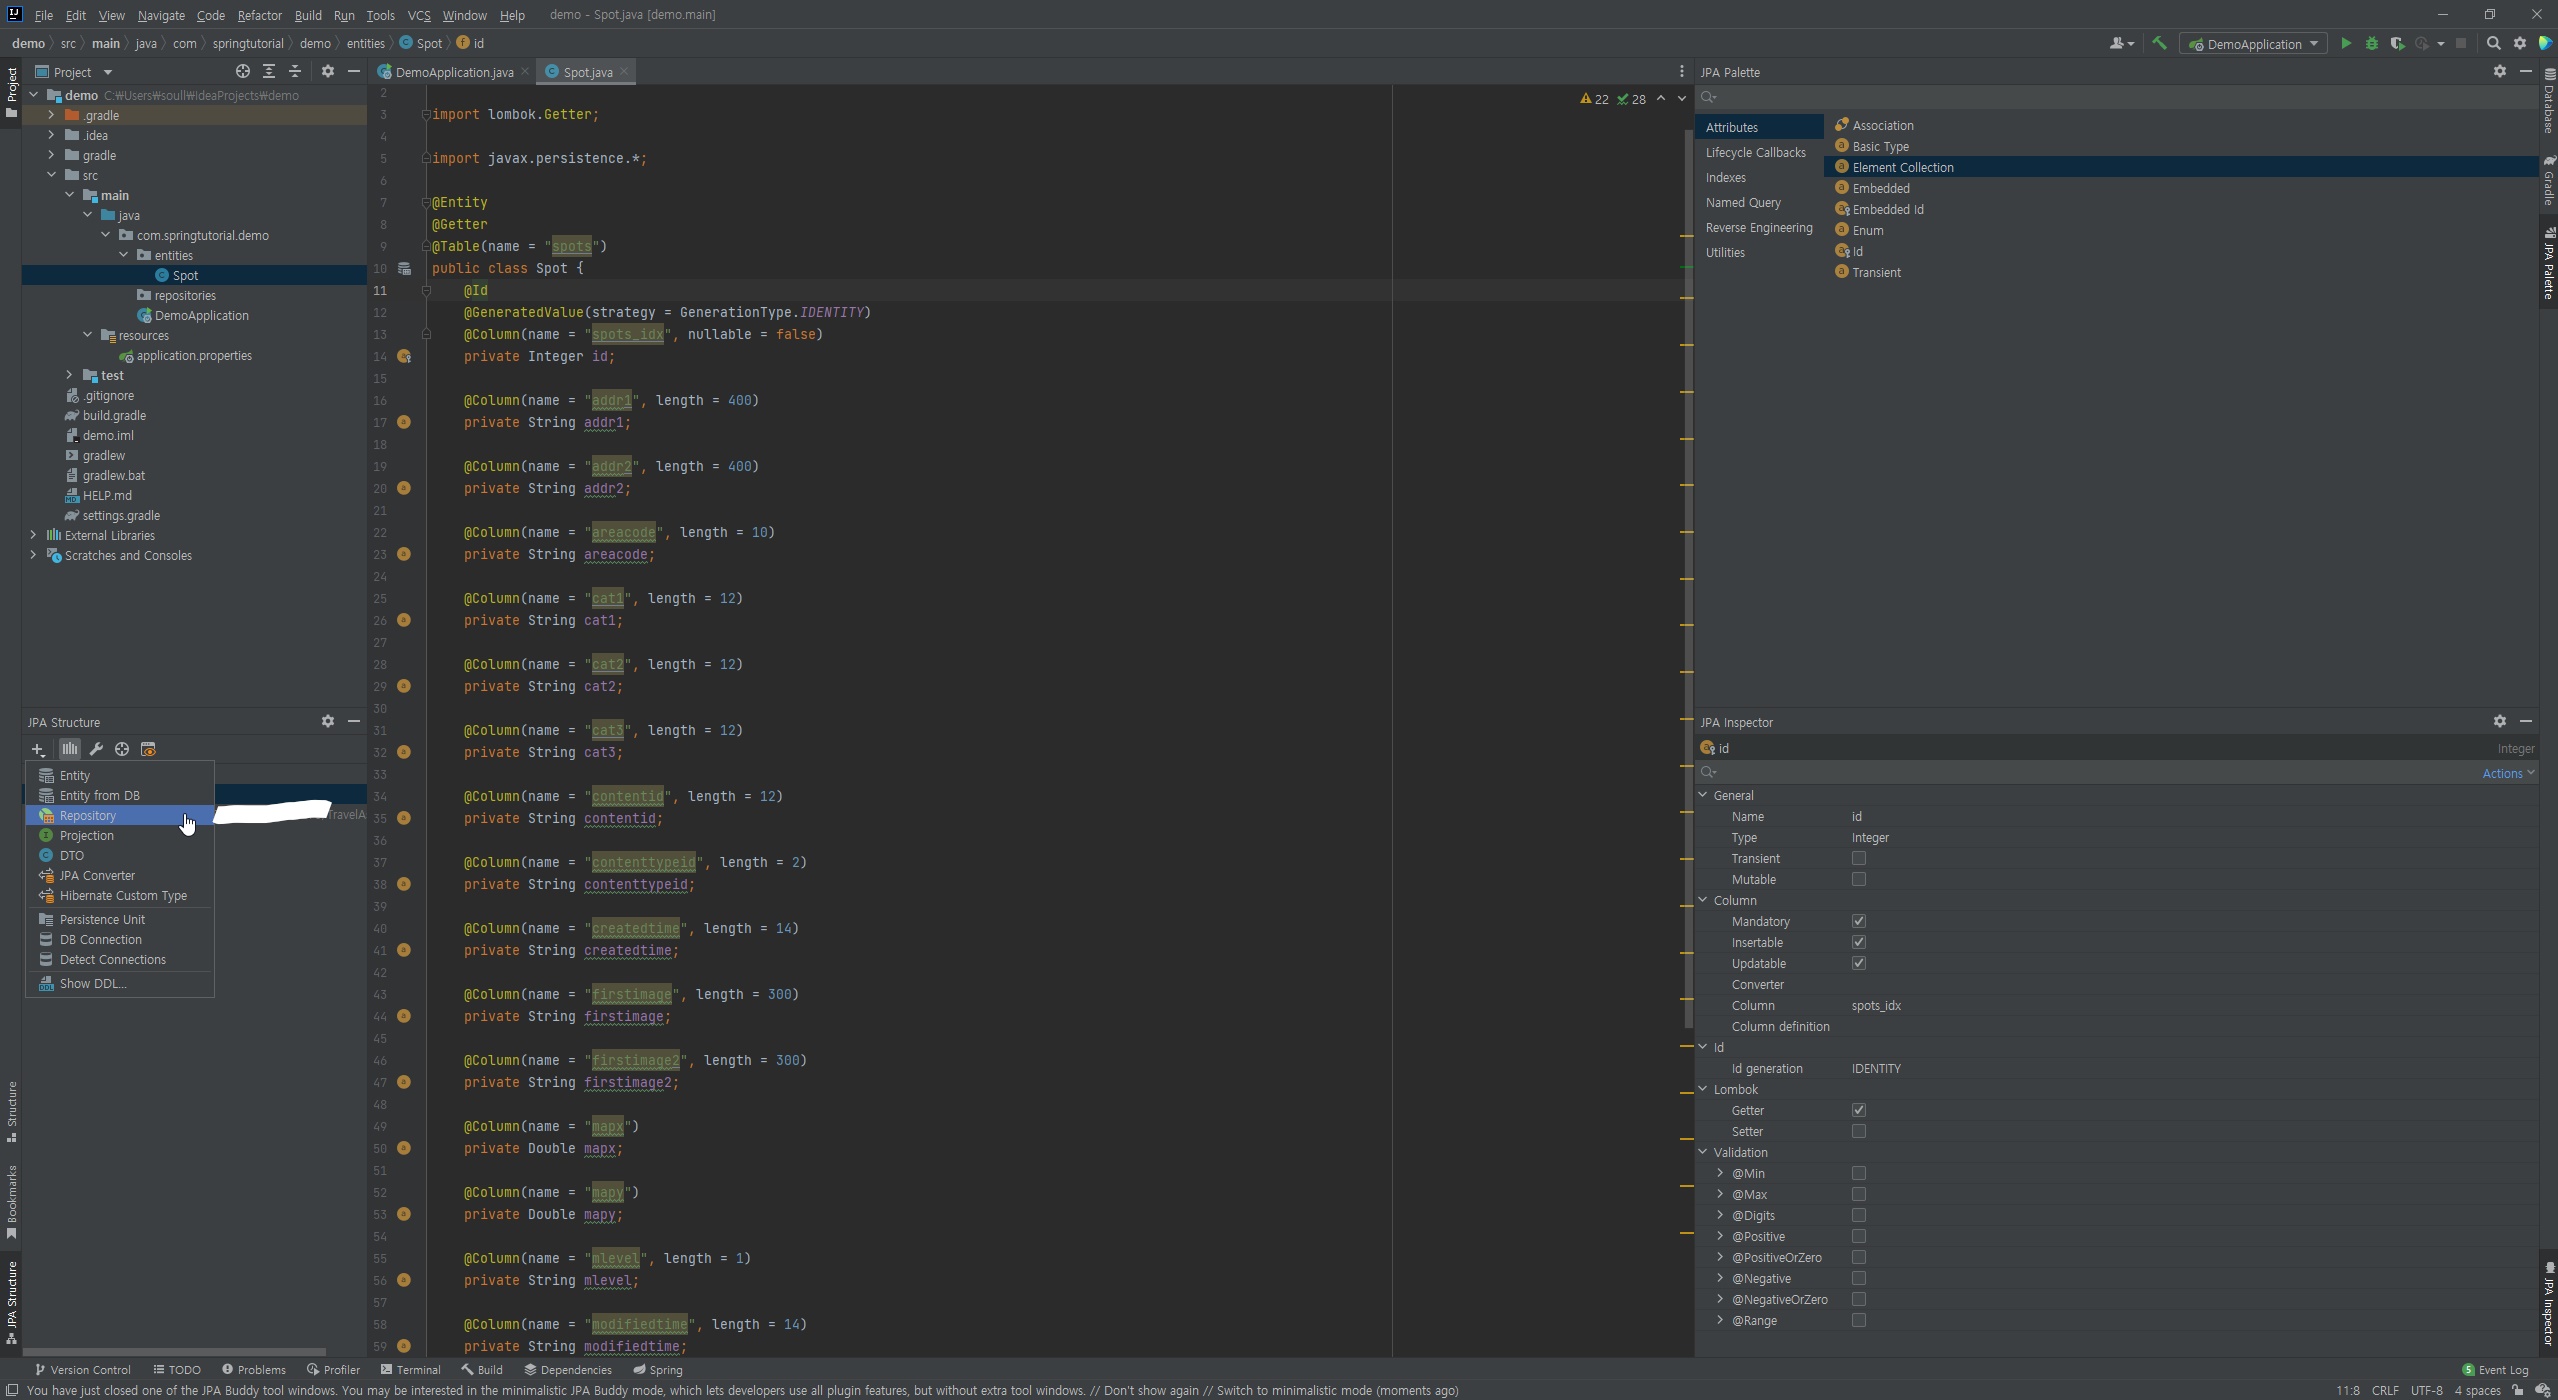 File Edit View Navigate Code Refactor Build Run Tools VCS Window Help demo - Spot.java [demo.main]
demo src main java com springtutorial demo entities Spot id
DemoApplication
Project
demo C:₩Users₩soull₩IdeaProjects₩demo
.gradle
.idea
gradle
src
main
java
com.springtutorial.demo
entities
Spot
repositories
DemoApplication
resources
application.properties
test
.gitignore
build.gradle
demo.iml
gradlew
gradlew.bat
HELP.md
settings.gradle
External Libraries
Scratches and Consoles
JPA Structure
Entity
Entity from DB
Repository
TravelA
Projection
DTO
JPA Converter
Hibernate Custom Type
Persistence Unit
DB Connection
Detect Connections
Show DDL...
Project
Structure
Bookmarks
JPA Structure
DemoApplication.java Spot.java
22 28
2
3 import lombok.Getter;
4
5 import javax.persistence.*;
6
7 @Entity
8 @Getter
9 @Table(name = "spots")
10 public class Spot {
11 @Id
12 @GeneratedValue(strategy = GenerationType.IDENTITY)
13 @Column(name = "spots_idx", nullable = false)
14 private Integer id;
15
16 @Column(name = "addr1", length = 400)
17 private String addr1;
18
19 @Column(name = "addr2", length = 400)
20 private String addr2;
21
22 @Column(name = "areacode", length = 10)
23 private String areacode;
24
25 @Column(name = "cat1", length = 12)
26 private String cat1;
27
28 @Column(name = "cat2", length = 12)
29 private String cat2;
30
31 @Column(name = "cat3", length = 12)
32 private String cat3;
33
34 @Column(name = "contentid", length = 12)
35 private String contentid;
36
37 @Column(name = "contenttypeid", length = 2)
38 private String contenttypeid;
39
40 @Column(name = "createdtime", length = 14)
41 private String createdtime;
42
43 @Column(name = "firstimage", length = 300)
44 private String firstimage;
45
46 @Column(name = "firstimage2", length = 300)
47 private String firstimage2;
48
49 @Column(name = "mapx")
50 private Double mapx;
51
52 @Column(name = "mapy")
53 private Double mapy;
54
55 @Column(name = "mlevel", length = 1)
56 private String mlevel;
57
58 @Column(name = "modifiedtime", length = 14)
59 private String modifiedtime;
JPA Palette
Attributes
Lifecycle Callbacks
Indexes
Named Query
Reverse Engineering
Utilities
Association
Basic Type
Element Collection
Embedded
Embedded Id
Enum
Id
Transient
JPA Inspector
id Integer
Actions
General
Name id
Type Integer
Transient
Mutable
Column
Mandatory
Insertable
Updatable
Converter
Column spots_idx
Column definition
Id
Id generation IDENTITY
Lombok
Getter
Setter
Validation
@Min
@Max
@Digits
@Positive
@PositiveOrZero
@Negative
@NegativeOrZero
@Range
Database
Gradle
JPA Palette
JPA Inspector
Version Control TODO Problems Profiler Terminal Build Dependencies Spring 5 Event Log
You have just closed one of the JPA Buddy tool windows. You may be interested in the minimalistic JPA Buddy mode, which lets developers use all plugin features, but without extra tool windows. // Don't show again // Switch to minimalistic mode (moments ago) 11:8 CRLF UTF-8 4 spaces